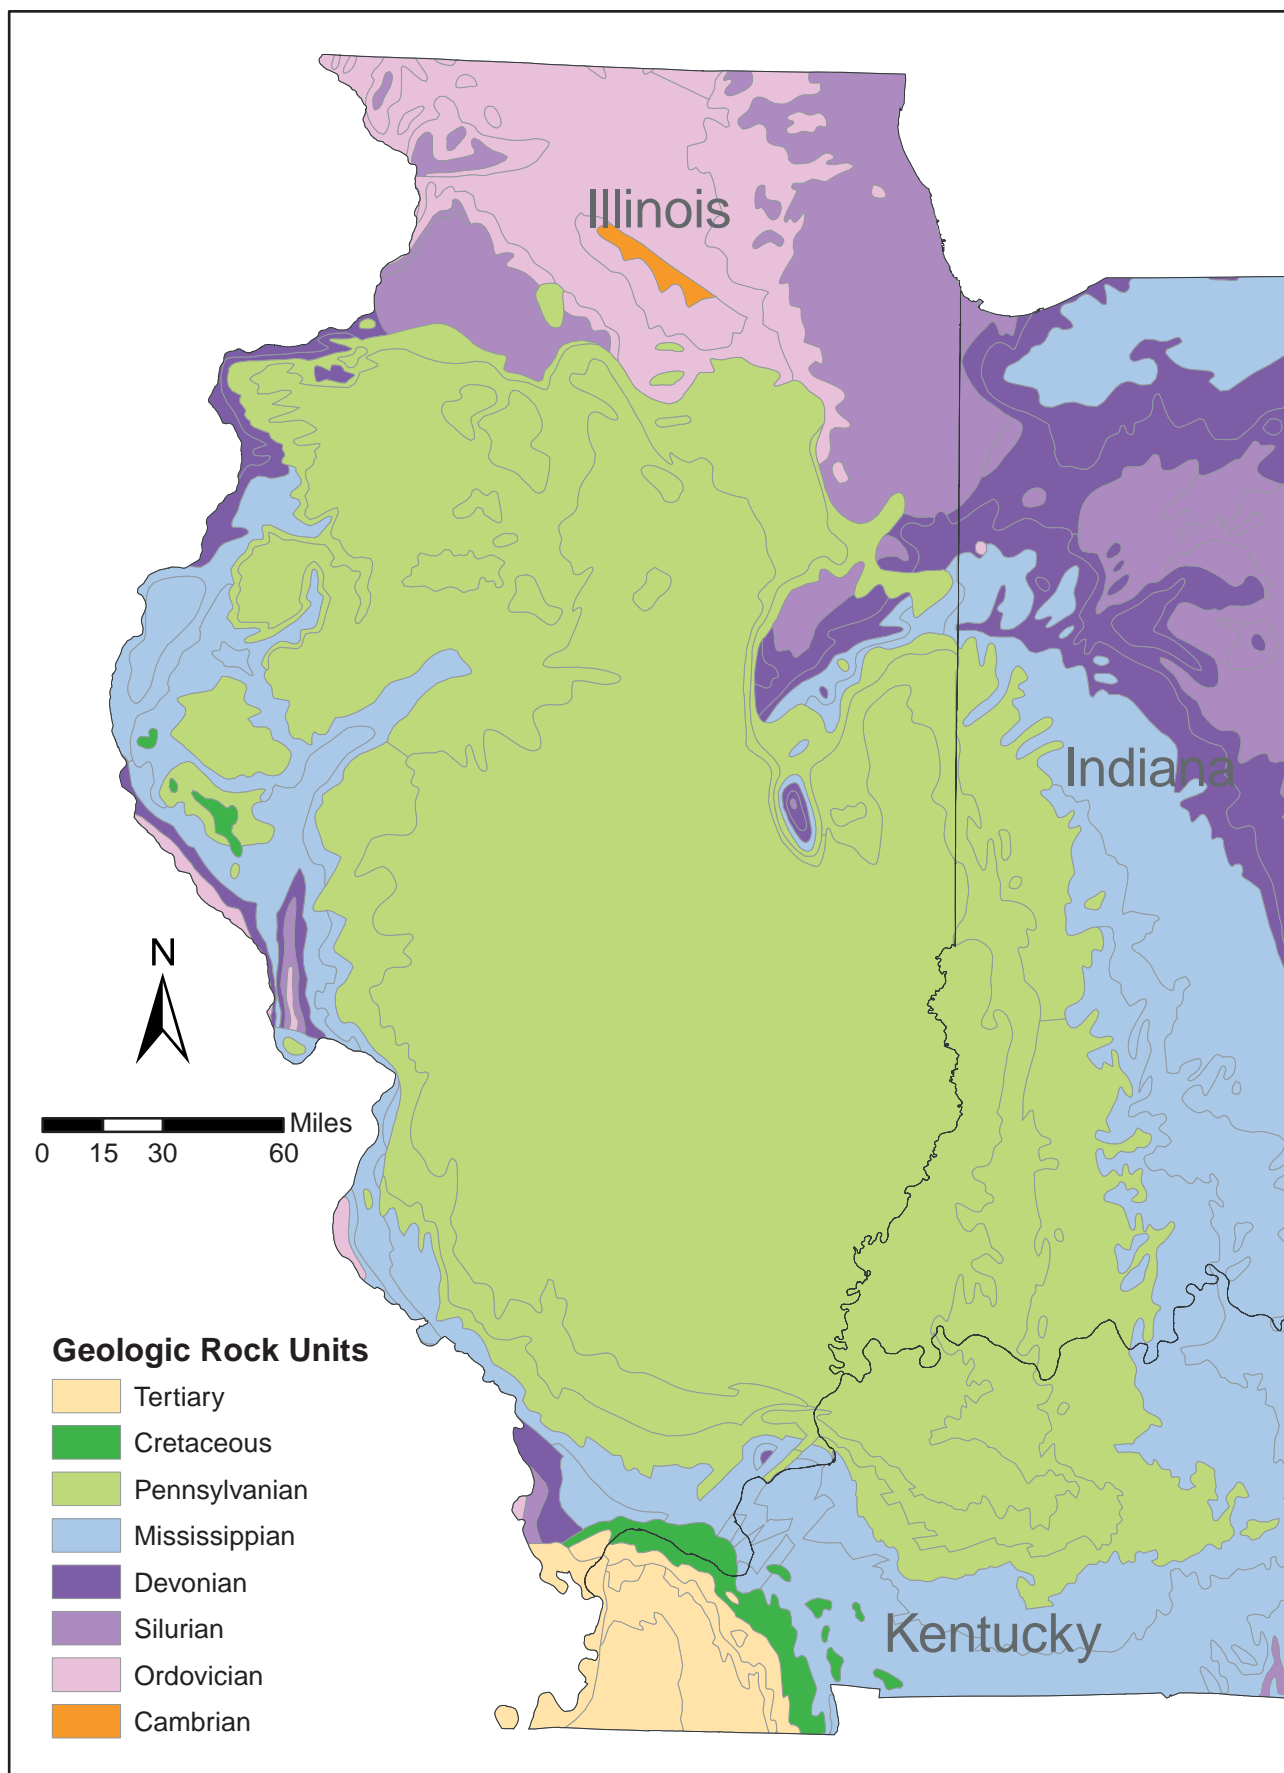 Illinois
Indiana
N
Miles
0 15 30 60
Geologic Rock Units
Tertiary
Cretaceous
Pennsylvanian
Mississippian
Devonian
Silurian
Ordovician
Cambrian
Kentucky